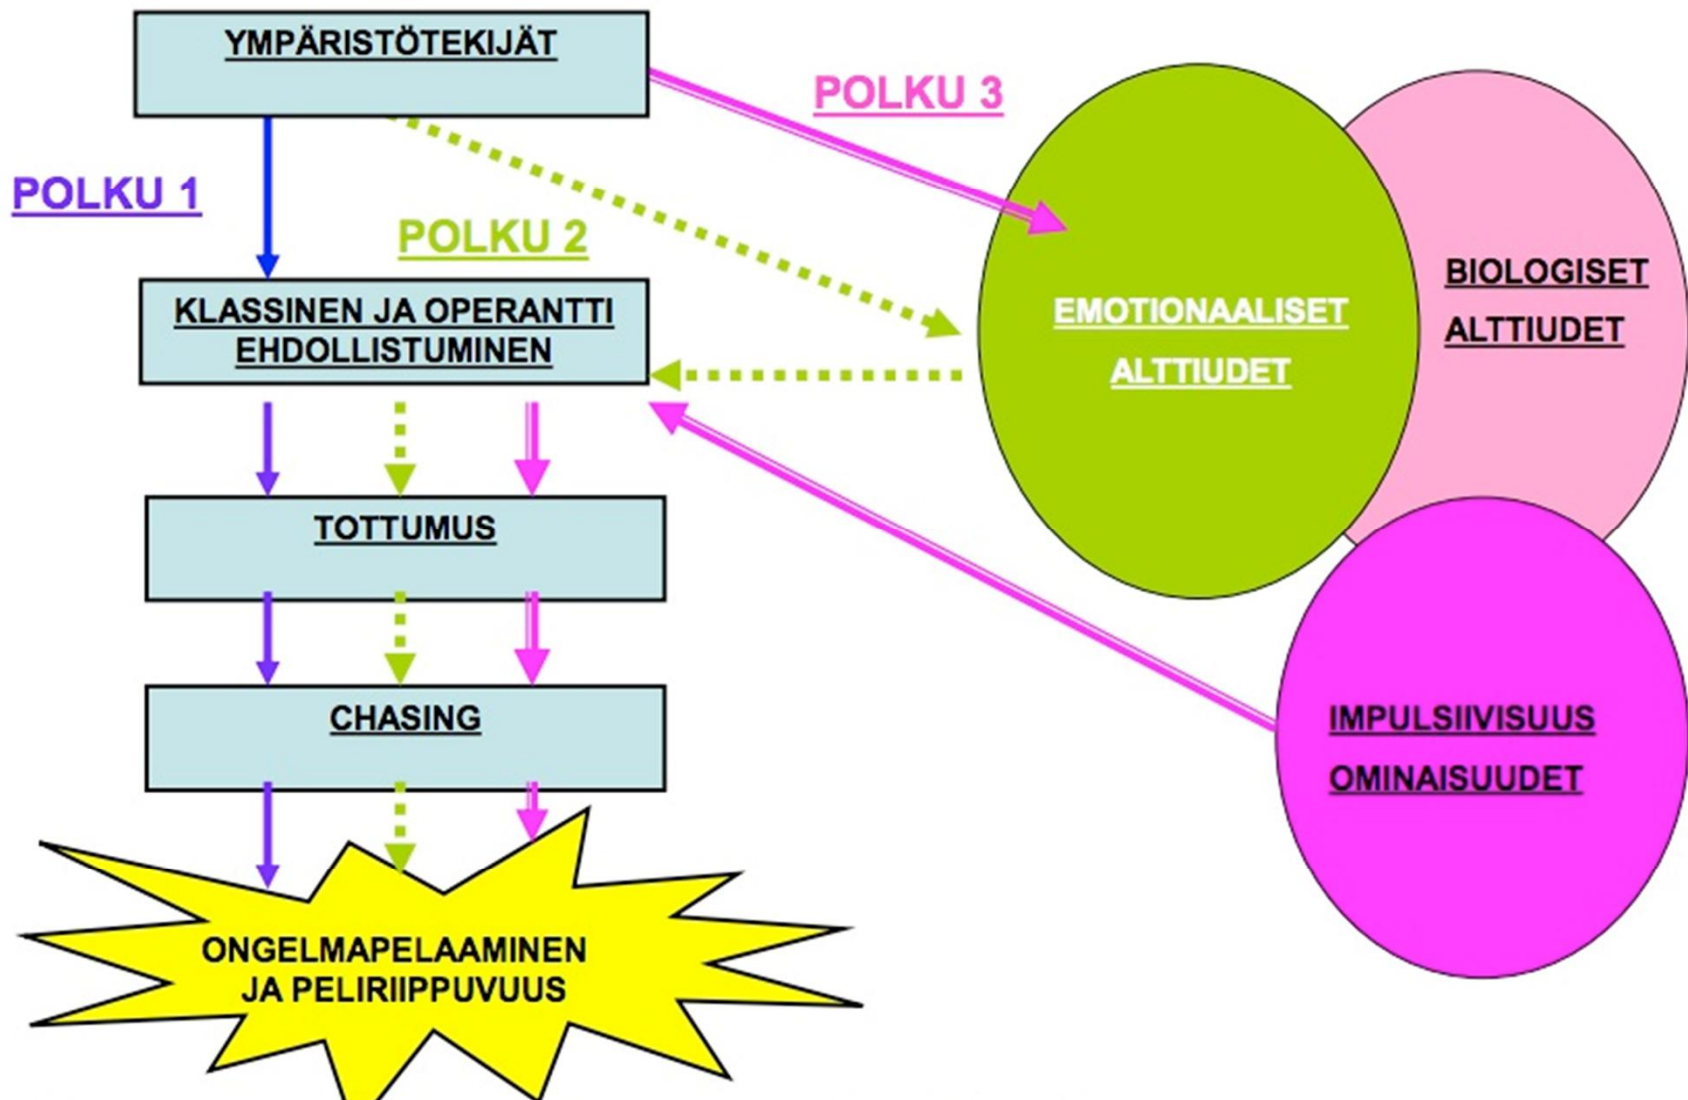 YMPÄRISTÖTEKIJÄT
POLKU 3
POLKU 1
POLKU 2
KLASSINEN JA OPERANTTI
EHDOLLISTUMINEN
EMOTIONAALISET
ALTTIUDET
BIOLOGISET
ALTTIUDET
TOTTUMUS
CHASING
IMPULSIIVISUUS
OMINAISUUDET
ONGELMAPELAAMINEN
JA PELIRIIPPUVUUS